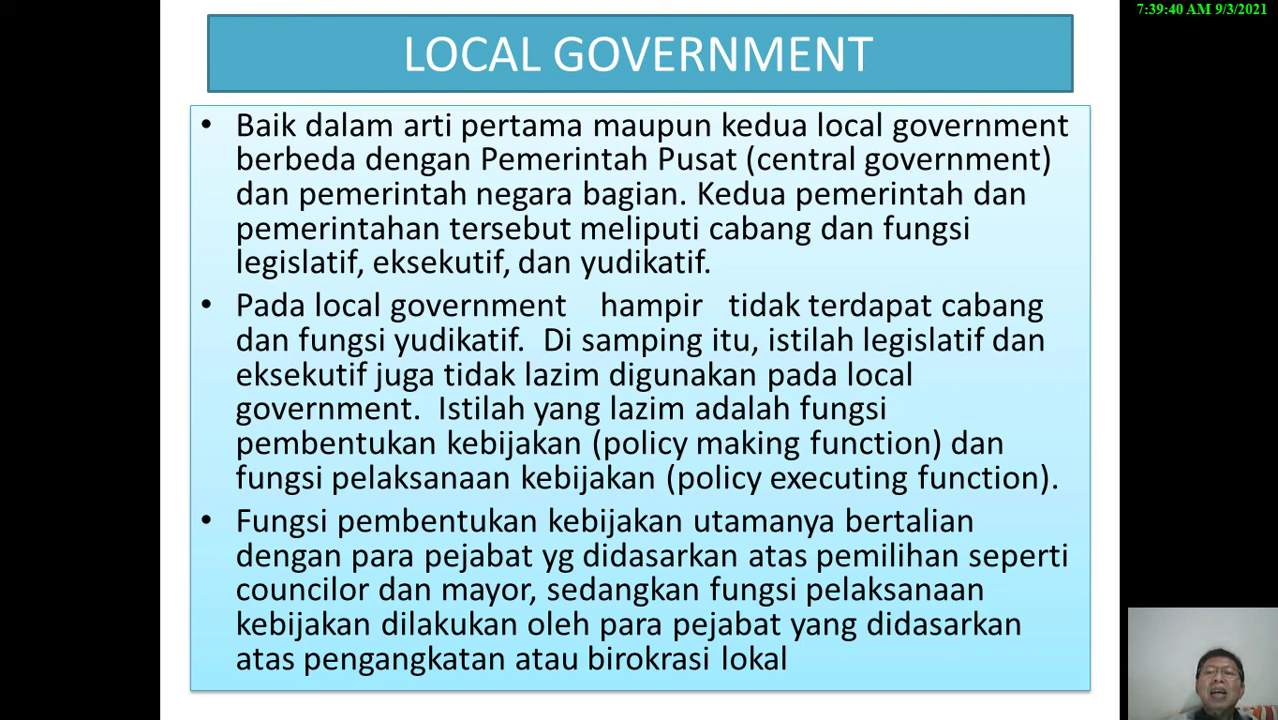 7:39:40 AM 9/3/2021
LOCAL GOVERNMENT
• Baik dalam arti pertama maupun kedua local government
berbeda dengan Pemerintah Pusat (central government)
dan pemerintah negara bagian. Kedua pemerintah dan
pemerintahan tersebut meliputi cabang dan fungsi
legislatif, eksekutif, dan yudikatif.
• Pada local government hampir tidak terdapat cabang
dan fungsi yudikatif. Di samping itu, istilah legislatif dan
eksekutif juga tidak lazim digunakan pada local
government. Istilah yang lazim adalah fungsi
pembentukan kebijakan (policy making function) dan
fungsi pelaksanaan kebijakan (policy executing function).
• Fungsi pembentukan kebijakan utamanya bertalian
dengan para pejabat yg didasarkan atas pemilihan seperti
councilor dan mayor, sedangkan fungsi pelaksanaan
kebijakan dilakukan oleh para pejabat yang didasarkan
atas pengangkatan atau birokrasi lokal